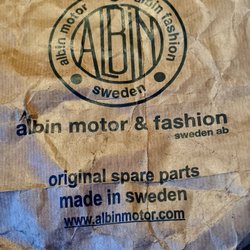 albin motor
albin fashion
ALBIN
sweden
albin motor & fashion
sweden ab
original spare parts
made in sweden
www.albinmotor.com